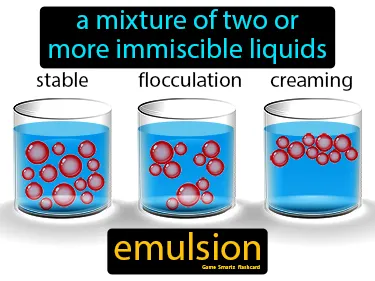 a mixture of two or
more immiscible liquids
stable flocculation creaming
emulsion
Game Smartz flashcard